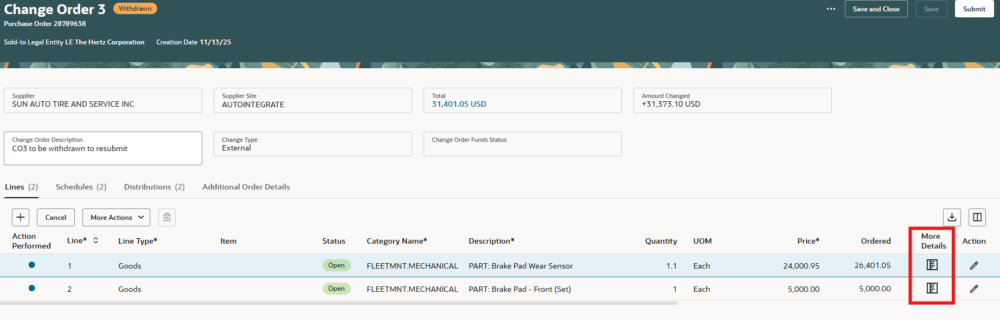 Change Order 3 Withdrawn
Purchase Order 28789638
Sold-to Legal Entity LE The Hertz Corporation Creation Date 11/13/25
... Save and Close Save Submit
Supplier
SUN AUTO TIRE AND SERVICE INC
Supplier Site
AUTOINTEGRATE
Total
31,401.05 USD
Amount Changed
+31,373.10 USD
Change Order Description
CO3 to be withdrawn to resubmit
Change Type
External
Change Order Funds Status
Lines (2) Schedules (2) Distributions (2) Additional Order Details
Cancel More Actions
Action Performed Line* Line Type* Item Status Category Name* Description* Quantity UOM Price* Ordered More Details Action
1 Goods Open FLEETMNT.MECHANICAL PART: Brake Pad Wear Sensor 1.1 Each 24,000.95 26,401.05
2 Goods Open FLEETMNT.MECHANICAL PART: Brake Pad - Front (Set) 1 Each 5,000.00 5,000.00